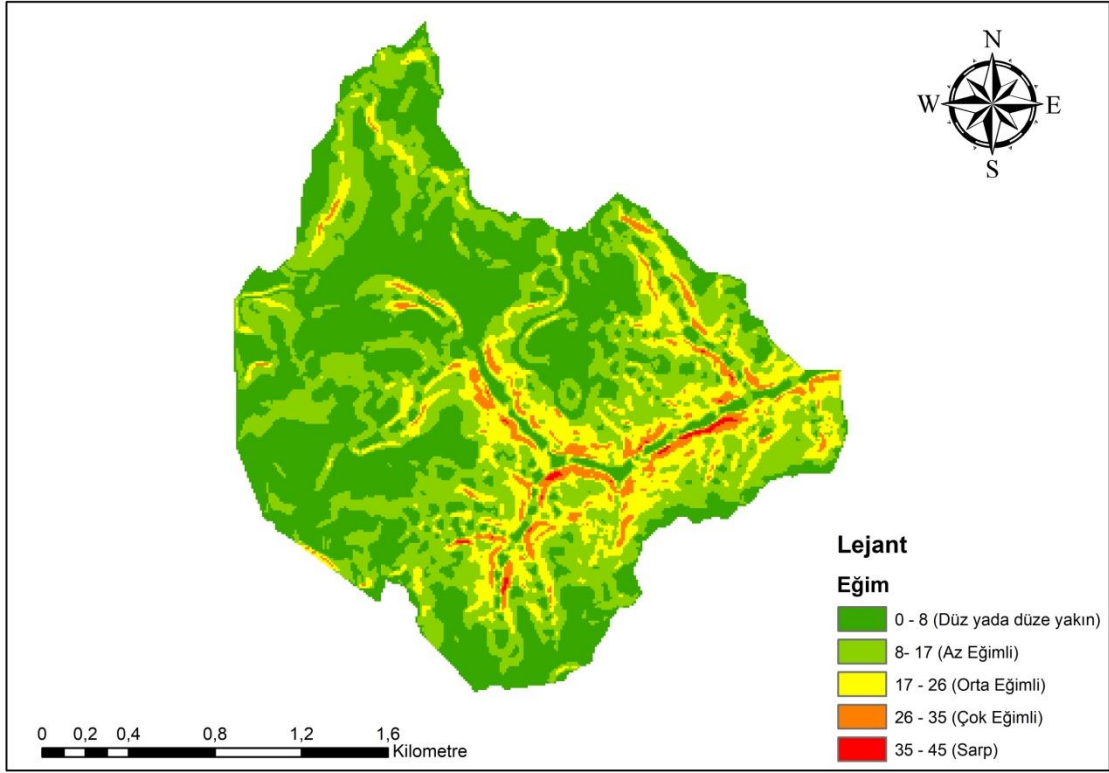 N
W E
S
Lejant
Eğim
0 - 8 (Düz yada düze yakın)
8- 17 (Az Eğimli)
17 - 26 (Orta Eğimli)
26 - 35 (Çok Eğimli)
35 - 45 (Sarp)
0 0,2 0,4 0,8 1,2 1,6
Kilometre